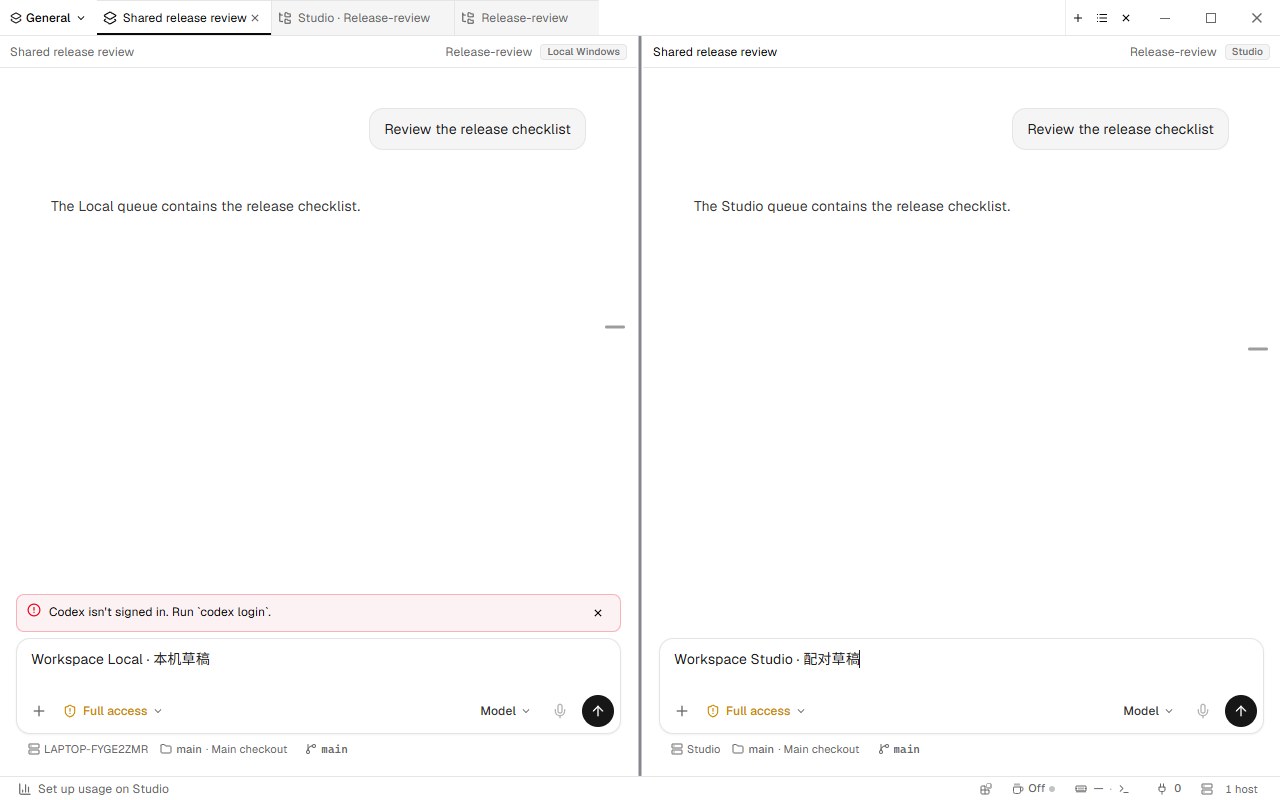 General
Shared release review
Studio · Release-review
Release-review
Shared release review
Release-review
Local Windows
Review the release checklist
The Local queue contains the release checklist.
Codex isn't signed in. Run `codex login`.
Workspace Local · 本机草稿
Full access
Model
LAPTOP-FYGE2ZMR
main · Main checkout
main
Shared release review
Release-review
Studio
Review the release checklist
The Studio queue contains the release checklist.
Workspace Studio · 配对草稿
Full access
Model
Studio
main · Main checkout
main
Set up usage on Studio
Off
— ·
0
1 host